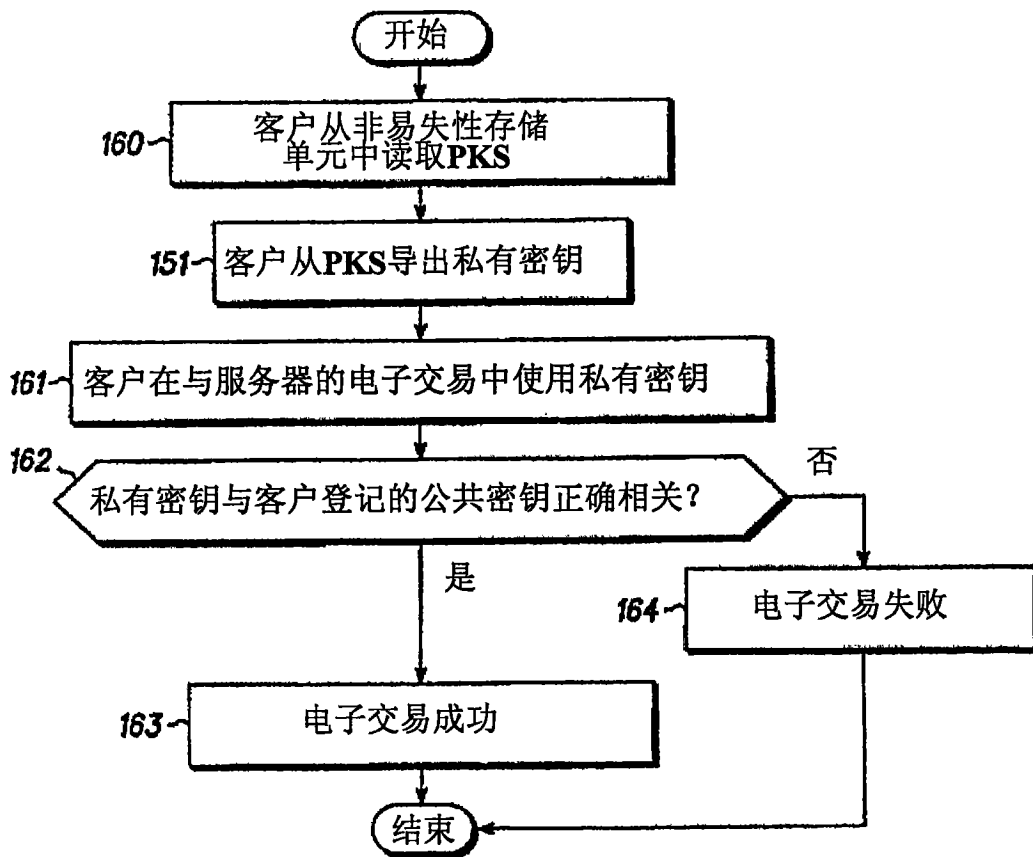 开始
160
客户从非易失性存储
单元中读取PKS
151
客户从PKS导出私有密钥
161
客户在与服务器的电子交易中使用私有密钥
162
私有密钥与客户登记的公共密钥正确相关?
否
是
164
电子交易失败
163
电子交易成功
结束